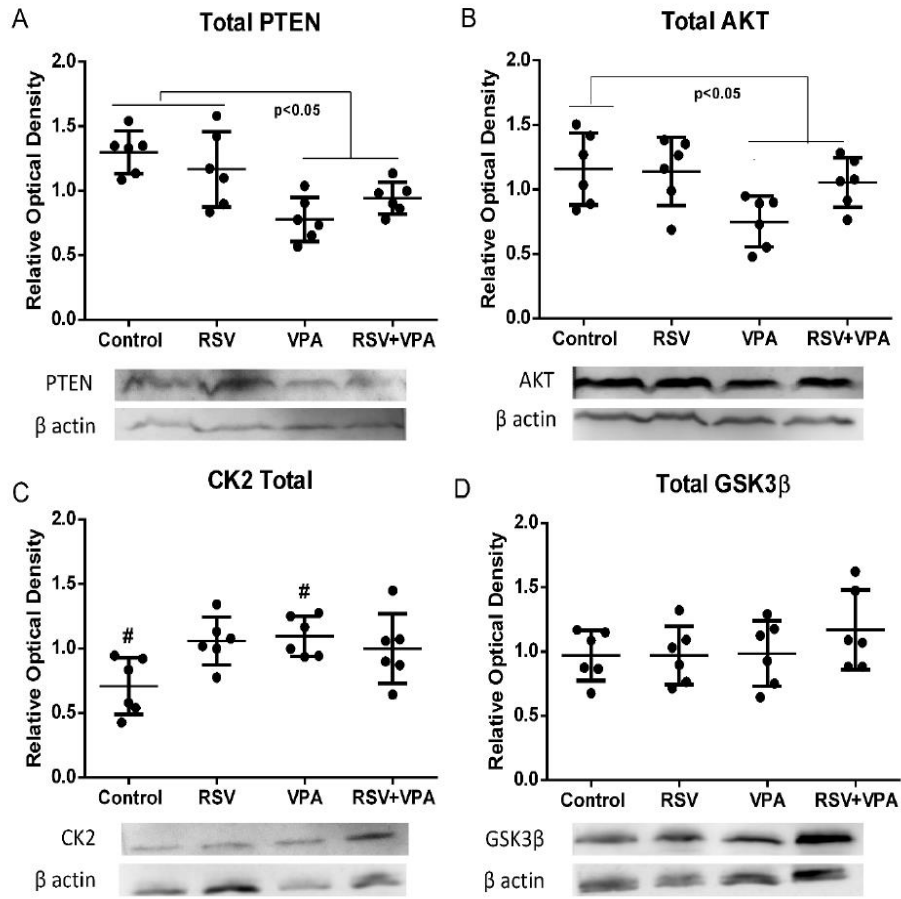 A
Total PTEN
Relative Optical Density
2.0
1.5
1.0
0.5
0.0
p<0.05
Control RSV VPA RSV+VPA
PTEN
β actin
B
Total AKT
Relative Optical Density
2.0
1.5
1.0
0.5
0.0
p<0.05
Control RSV VPA RSV+VPA
AKT
β actin
C
CK2 Total
Relative Optical Density
2.0
1.5
1.0
0.5
0.0
# #
Control RSV VPA RSV+VPA
CK2
β actin
D
Total GSK3β
Relative Optical Density
2.0
1.5
1.0
0.5
0.0
Control RSV VPA RSV+VPA
GSK3β
β actin